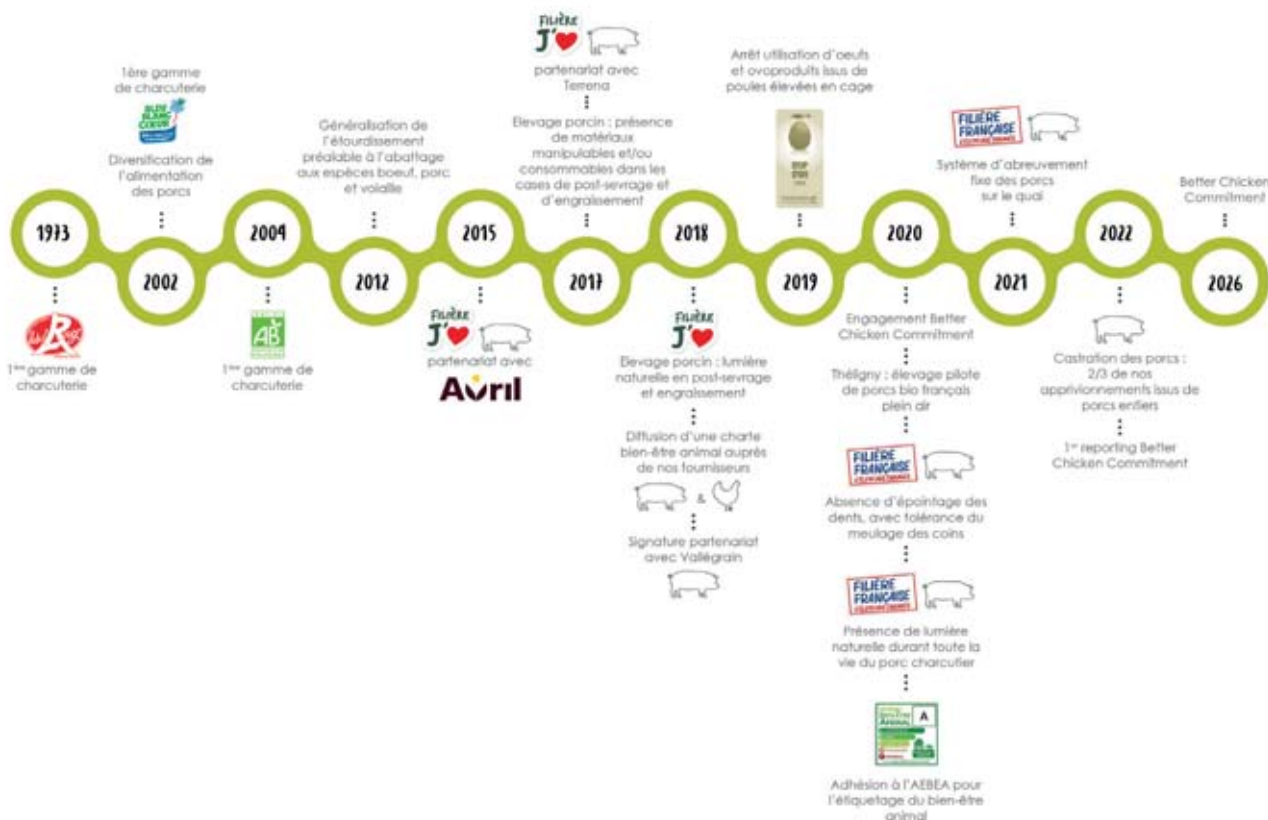 1973
1ère gamme de
charcuterie
1ère gamme
de charcuterie
BLEU
BLANC
CŒUR
Diversification de
l'alimentation
des porcs
2002
2009
AB
1ère gamme de
charcuterie
Généralisation de
l'étourdissement
préalable à l'abattage
aux espèces boeuf, porc
et volaille
2012
2015
FILIÈRE
J'
partenariat avec
Avril
FILIÈRE
J'
partenariat avec
Terrena
Elevage porcin : présence
de matériaux
manipulables et/ou
consommables dans les
cases de post-sevrage et
d'engraissement
2017
2018
FILIÈRE
J'
Elevage porcin : lumière
naturelle en post-sevrage
et engraissement
Diffusion d'une charte
bien-être animal auprès
de nos fournisseurs
&
Signature partenariat
avec Vallégrain
Arrêt utilisation d'oeufs
et ovoproduits issus de
poules élevées en cage
2019
2020
Engagement Better
Chicken Commitment
Théligny : élevage pilote
de porcs bio français
plein air
FILIÈRE
FRANÇAISE
Absence d'épointage des
dents, avec tolérance du
meulage des coins
FILIÈRE
FRANÇAISE
Présence de lumière
naturelle durant toute la
vie du porc charcutier
BIEN-ÊTRE
ANIMAL
A
Adhésion à l'AEBEA pour
l'étiquetage du bien-être
animal
FILIÈRE
FRANÇAISE
Système d'abreuvement
fixe des porcs
sur le quai
2021
2022
Castration des porcs :
2/3 de nos
apprivionnements issus de
porcs entiers
1er reporting Better
Chicken Commitment
Better Chicken
Commitment
2026